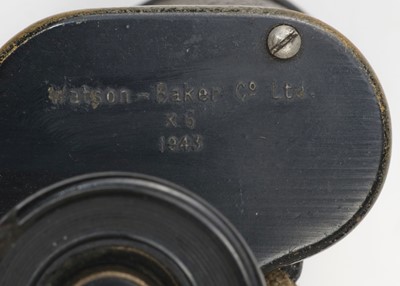 Watson-Baker Co Ltd.
x 6
1943